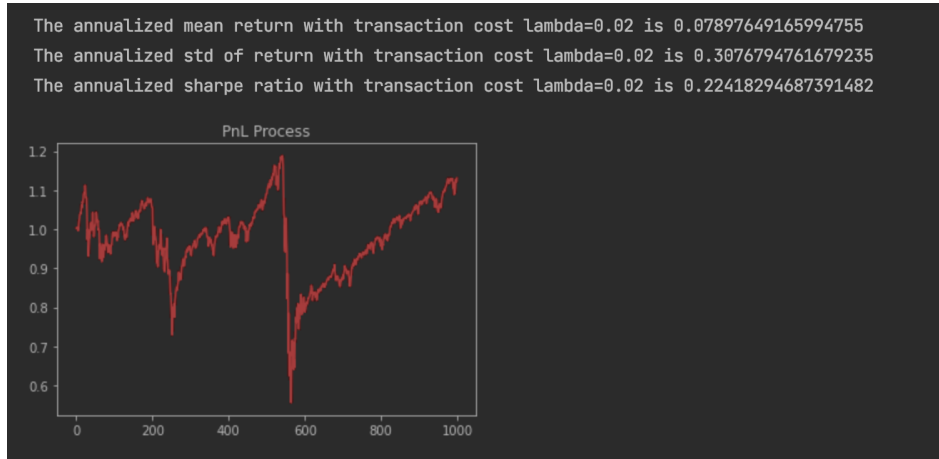 The annualized mean return with transaction cost lambda=0.02 is 0.07897649165994755
The annualized std of return with transaction cost lambda=0.02 is 0.3076794761679235
The annualized sharpe ratio with transaction cost lambda=0.02 is 0.22418294687391482
PnL Process
1.2
1.1
1.0
0.9
0.8
0.7
0.6
0 200 400 600 800 1000